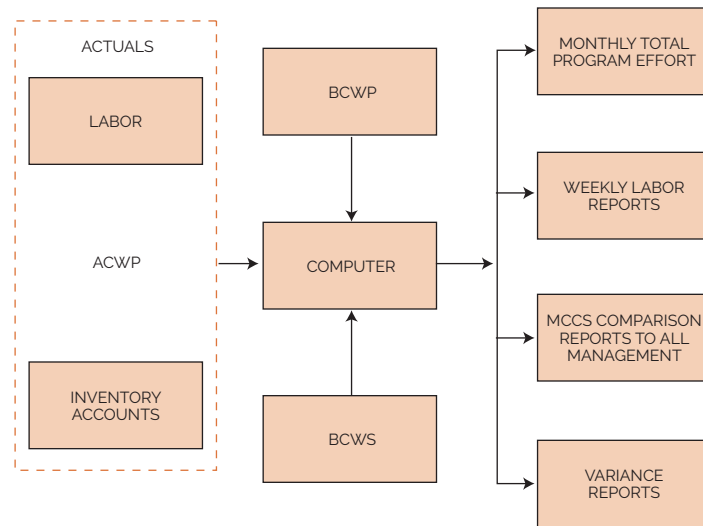 ACTUALS
LABOR
ACWP
INVENTORY
ACCOUNTS
BCWP
COMPUTER
BCWS
MONTHLY TOTAL
PROGRAM EFFORT
WEEKLY LABOR
REPORTS
MCCS COMPARISON
REPORTS TO ALL
MANAGEMENT
VARIANCE
REPORTS